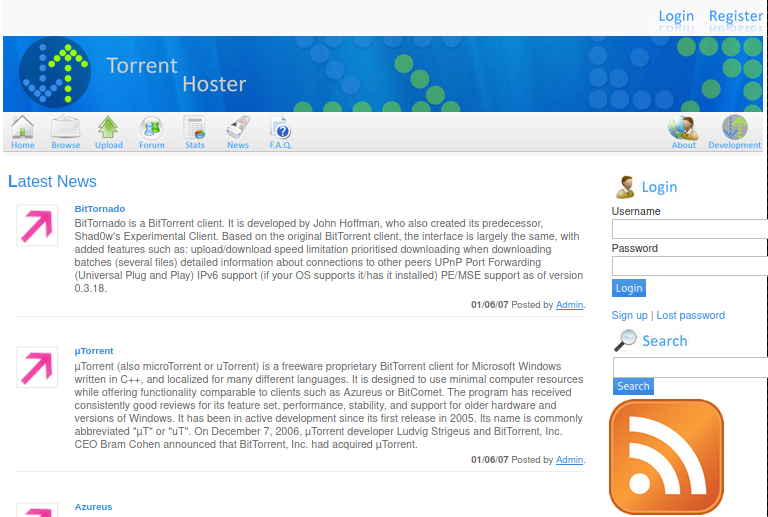 Login Register
Torrent
Hoster
Home Browse Upload Forum Stats News F.A.Q. About Development
Latest News
BitTornado
BitTornado is a BitTorrent client. It is developed by John Hoffman, who also created its predecessor,
Shad0w's Experimental Client. Based on the original BitTorrent client, the interface is largely the same, with
added features such as: upload/download speed limitation prioritised downloading when downloading
batches (several files) detailed information about connections to other peers UPnP Port Forwarding
(Universal Plug and Play) IPv6 support (if your OS supports it/has it installed) PE/MSE support as of version
0.3.18.
01/06/07 Posted by Admin.
µTorrent
µTorrent (also microTorrent or uTorrent) is a freeware proprietary BitTorrent client for Microsoft Windows
written in C++, and localized for many different languages. It is designed to use minimal computer resources
while offering functionality comparable to clients such as Azureus or BitComet. The program has received
consistently good reviews for its feature set, performance, stability, and support for older hardware and
versions of Windows. It has been in active development since its first release in 2005. Its name is commonly
abbreviated "µT" or "uT". On December 7, 2006, µTorrent developer Ludvig Strigeus and BitTorrent, Inc.
CEO Bram Cohen announced that BitTorrent, Inc. had acquired µTorrent.
01/06/07 Posted by Admin.
Azureus
Login
Username
Password
Login
Sign up | Lost password
Search
Search